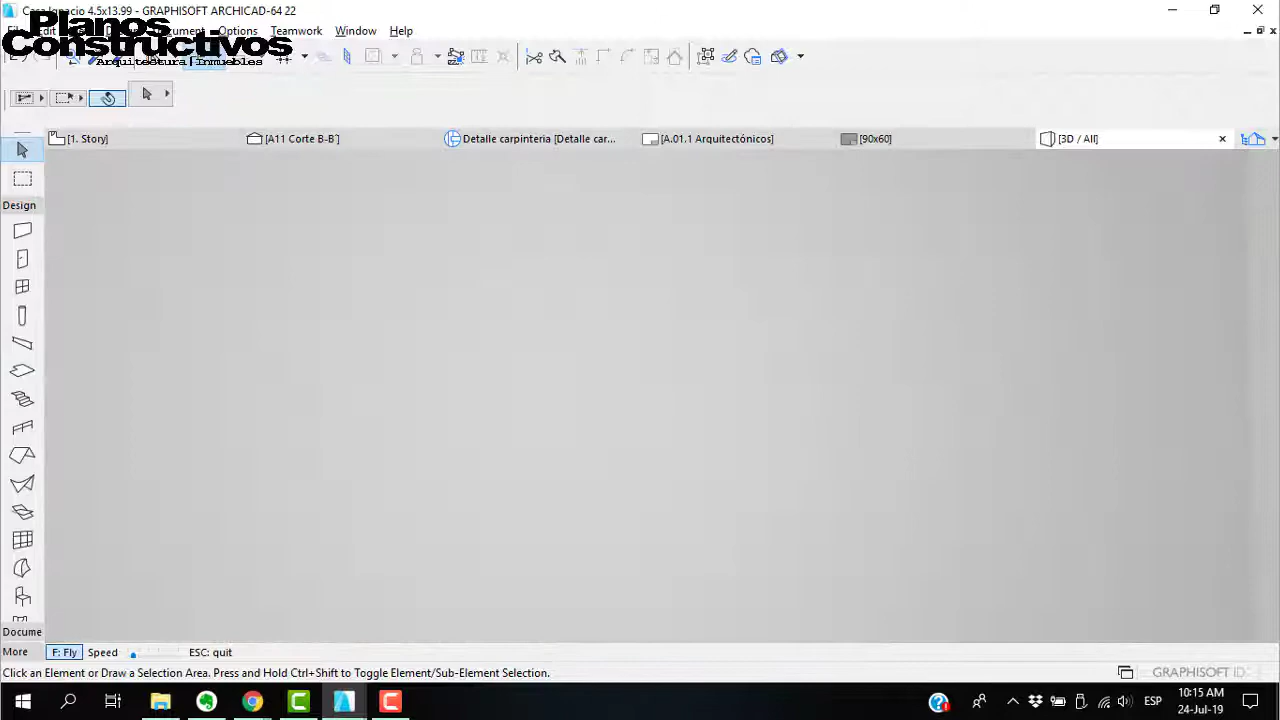 Casa Ignacio 4.5x13.99 - GRAPHISOFT ARCHICAD-64 22
Planos
Constructivos
Arquitectura|Inmuebles
Options Teamwork Window Help
[1. Story] [A11 Corte B-B'] Detalle carpintería [Detalle car... [A.01.1 Arquitectónicos] [90x60] [3D / All]
Design
Docume
More F: Fly Speed ESC: quit
Click an Element or Draw a Selection Area. Press and Hold Ctrl+Shift to Toggle Element/Sub-Element Selection.
GRAPHISOFT ID
ESP
10:15 AM
24-Jul-19